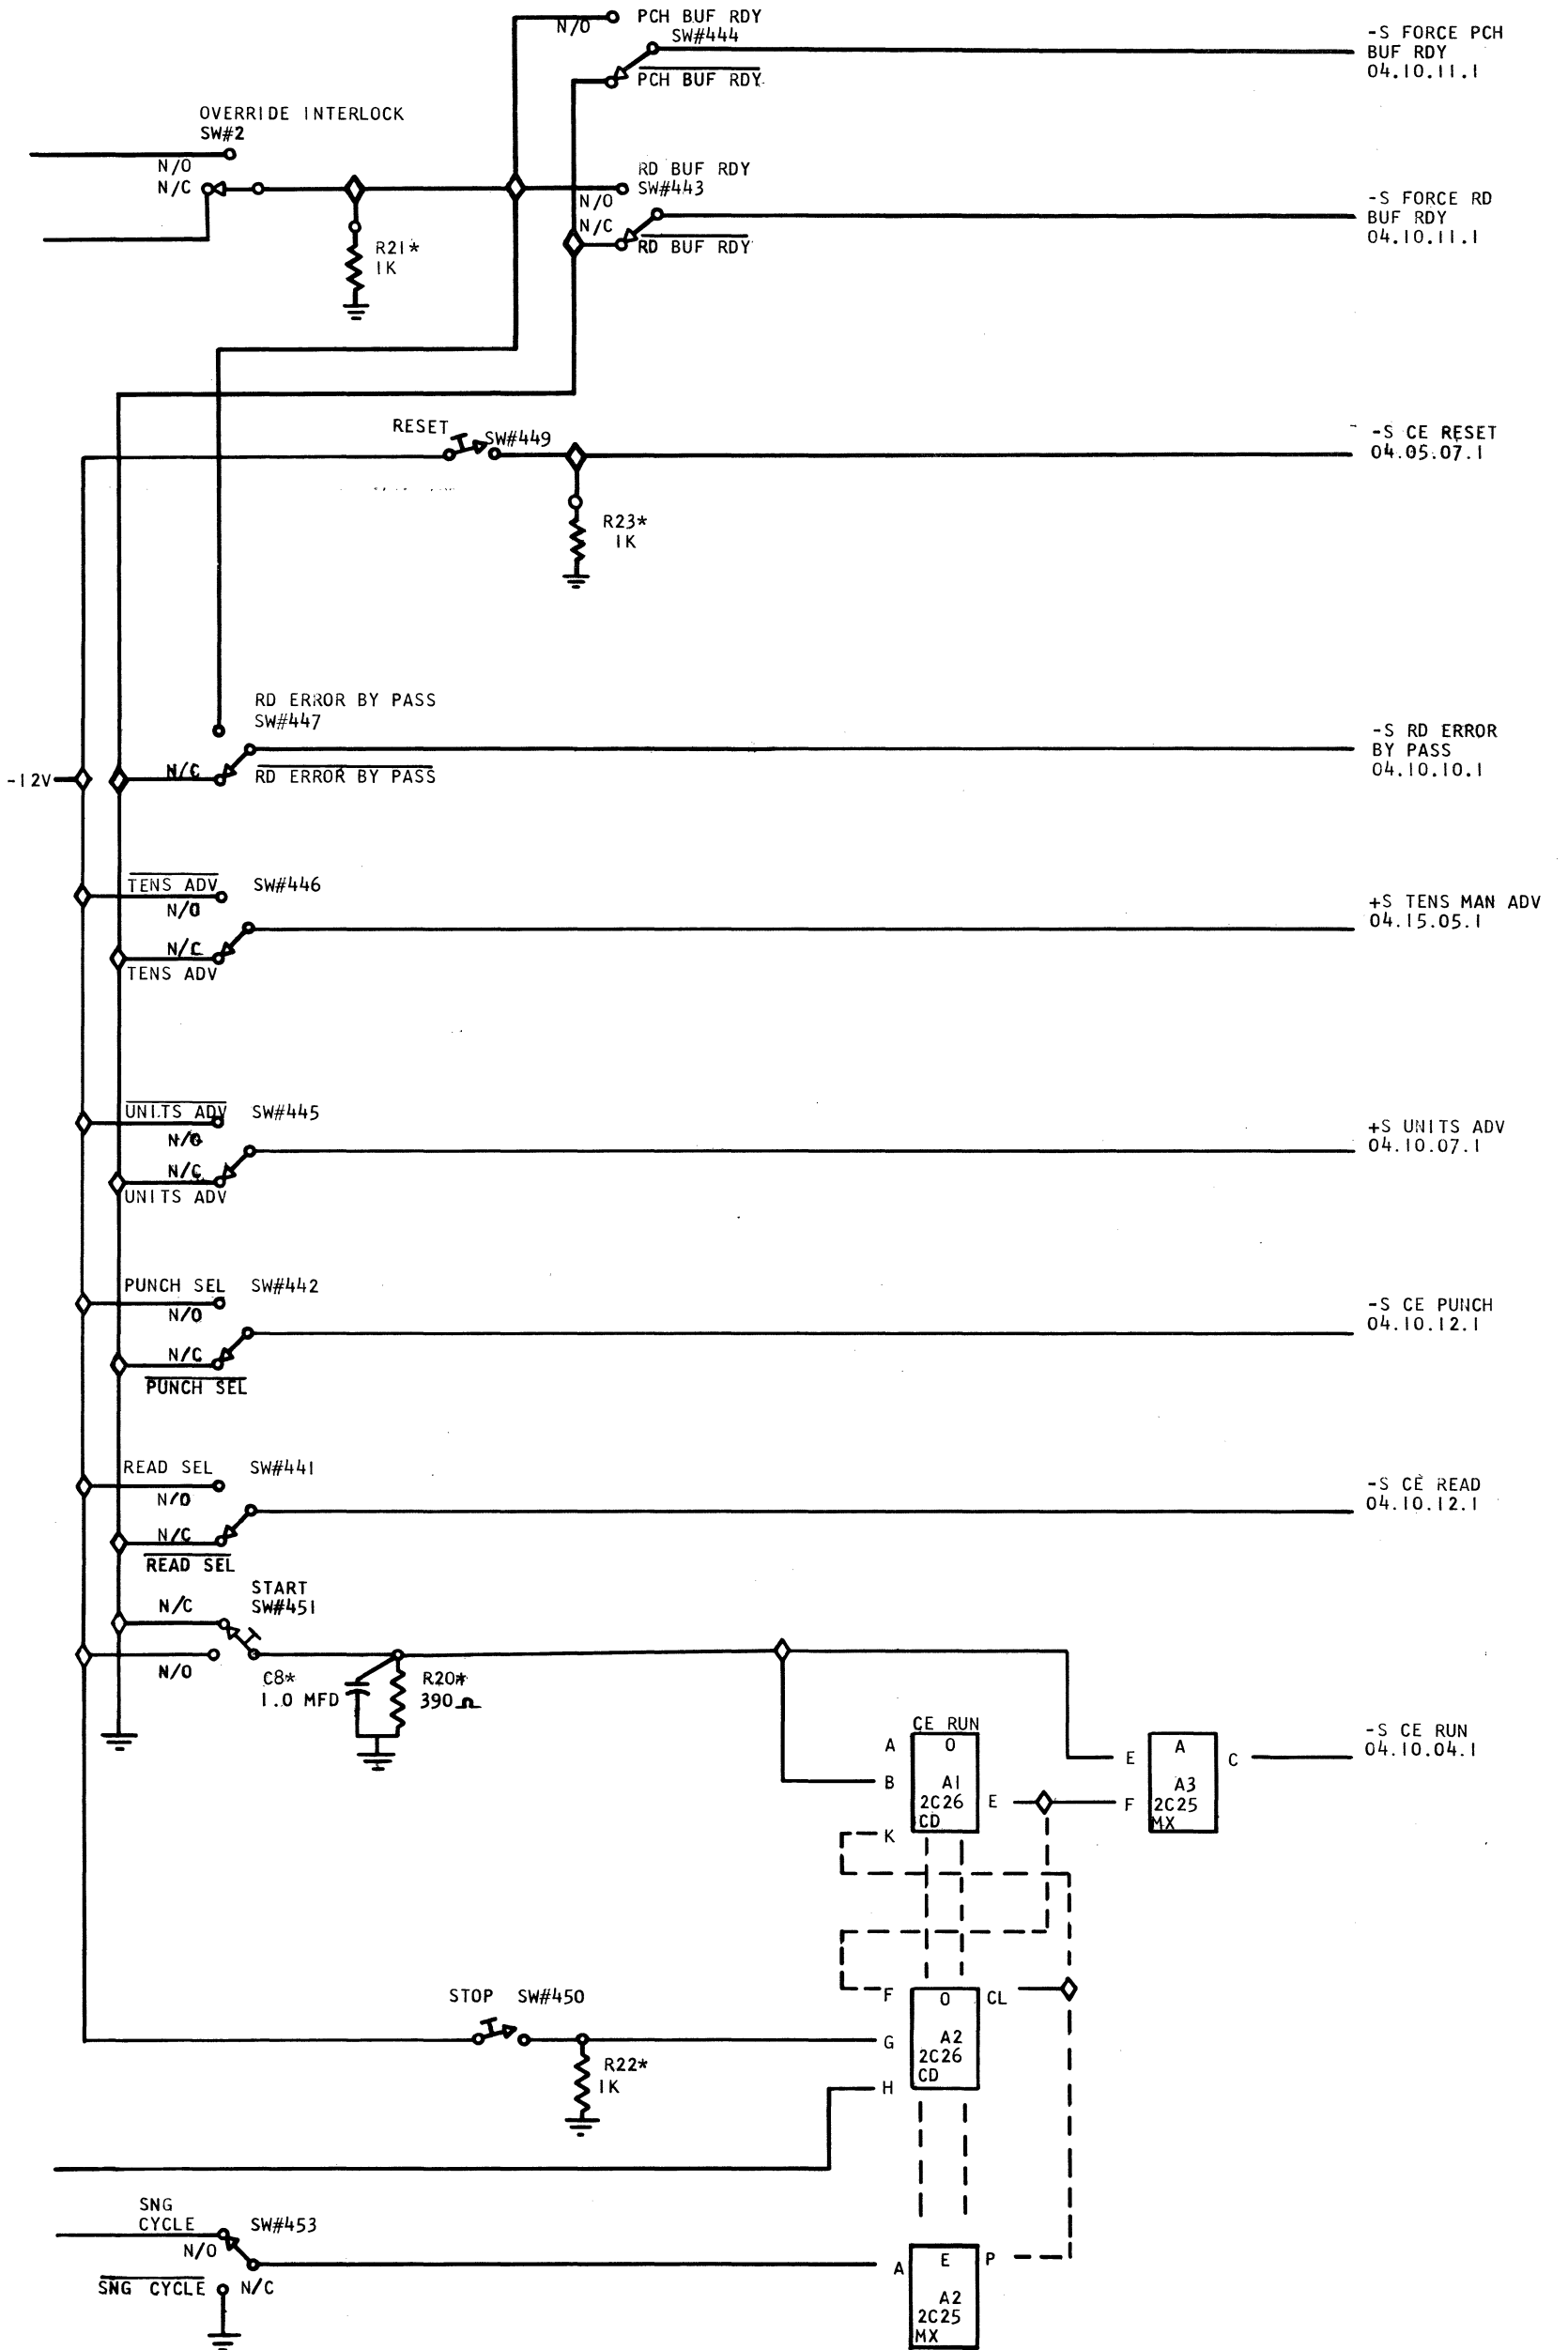 N/O
PCH BUF RDY
SW#444
PCH BUF RDY
-S FORCE PCH
BUF RDY
04.10.11.1
OVERRIDE INTERLOCK
SW#2
N/O
N/C
RD BUF RDY
SW#443
N/O
N/C
RD BUF RDY
-S FORCE RD
BUF RDY
04.10.11.1
R21*
1K
RESET
SW#449
-S CE RESET
04.05.07.1
R23*
1K
RD ERROR BY PASS
SW#447
-12V
N/C
RD ERROR BY PASS
-S RD ERROR
BY PASS
04.10.10.1
TENS ADV
SW#446
N/O
N/C
TENS ADV
+S TENS MAN ADV
04.15.05.1
UNITS ADV
SW#445
N/O
N/C
UNITS ADV
+S UNITS ADV
04.10.07.1
PUNCH SEL
SW#442
N/O
N/C
PUNCH SEL
-S CE PUNCH
04.10.12.1
READ SEL
SW#441
N/O
N/C
READ SEL
-S CE READ
04.10.12.1
START
SW#451
N/C
N/O
C8*
1.0 MFD
R20*
390Ω
CE RUN
A
O
B
A1
2C26
E
CD
K
A
E
C
A3
F
2C25
MX
-S CE RUN
04.10.04.1
STOP
SW#450
F
O
CL
G
A2
2C26
CD
H
R22*
1K
SNG
CYCLE
SW#453
N/O
SNG CYCLE
N/C
A
E
P
A2
2C25
MX